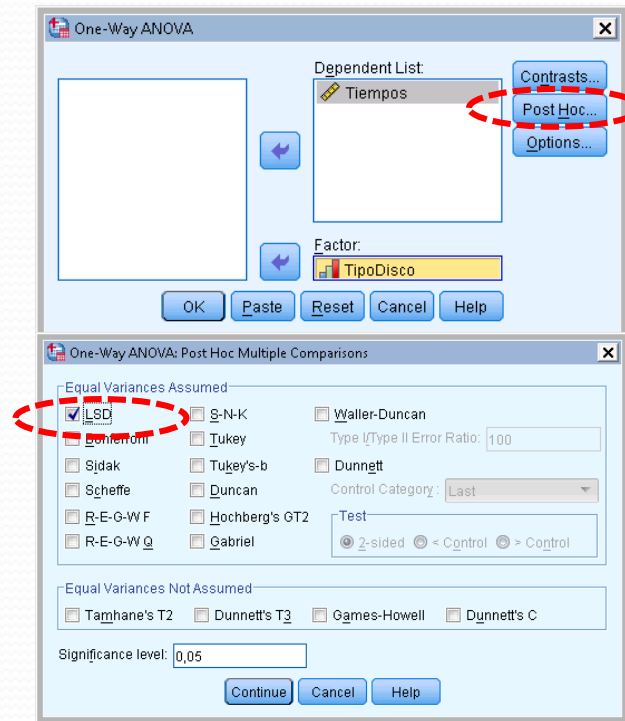 One-Way ANOVA
Dependent List:
Tiempos
Contrasts...
Post Hoc...
Options...
Factor:
TipoDisco
OK Paste Reset Cancel Help
One-Way ANOVA: Post Hoc Multiple Comparisons
Equal Variances Assumed
LSD S-N-K Waller-Duncan
Bonferroni Tukey Type I/Type II Error Ratio: 100
Sidak Tukey's-b Dunnett
Scheffe Duncan Control Category: Last
R-E-G-W F Hochberg's GT2 Test
R-E-G-W Q Gabriel 2-sided < Control > Control
Equal Variances Not Assumed
Tamhane's T2 Dunnett's T3 Games-Howell Dunnett's C
Significance level: 0,05
Continue Cancel Help